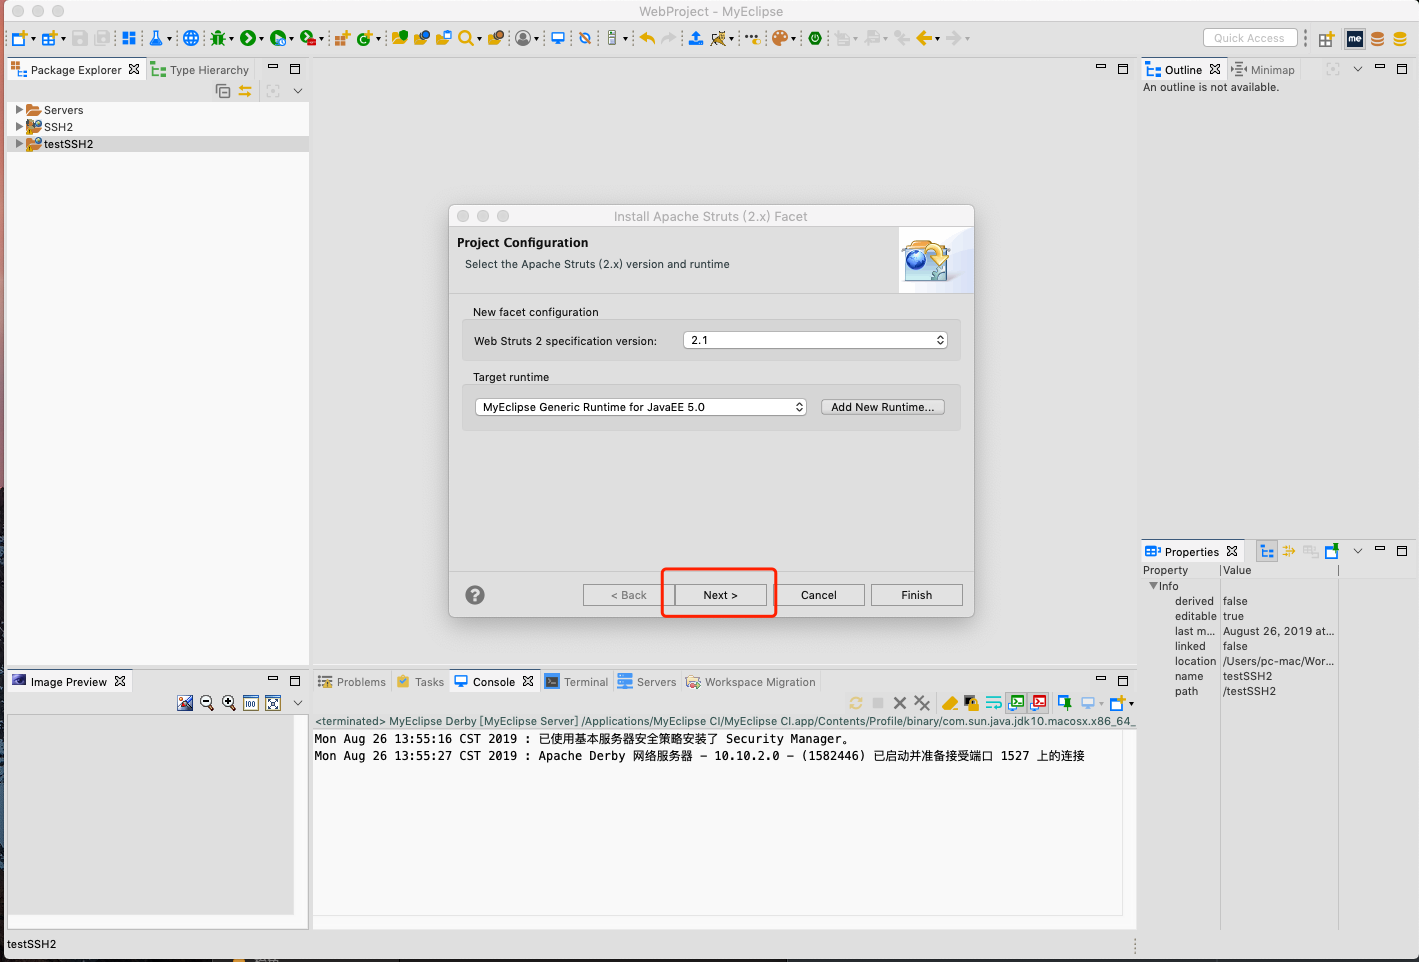 WebProject - MyEclipse
Quick Access
me
Package Explorer
Type Hierarchy
Servers
SSH2
testSSH2
Outline
Minimap
An outline is not available.
Install Apache Struts (2.x) Facet
Project Configuration
Select the Apache Struts (2.x) version and runtime
New facet configuration
Web Struts 2 specification version:
2.1
Target runtime
MyEclipse Generic Runtime for JavaEE 5.0
Add New Runtime...
?
< Back
Next >
Cancel
Finish
Properties
Property
Value
Info
derived false
editable true
last m... August 26, 2019 at...
linked false
location /Users/pc-mac/Wor...
name testSSH2
path /testSSH2
Image Preview
100
Problems
Tasks
Console
Terminal
Servers
Workspace Migration
<terminated> MyEclipse Derby [MyEclipse Server] /Applications/MyEclipse CI/MyEclipse CI.app/Contents/Profile/binary/com.sun.java.jdk10.macosx.x86_64_
Mon Aug 26 13:55:16 CST 2019 : 已使用基本服务器安全策略安装了 Security Manager。
Mon Aug 26 13:55:27 CST 2019 : Apache Derby 网络服务器 - 10.10.2.0 - (1582446) 已启动并准备接受端口 1527 上的连接
testSSH2